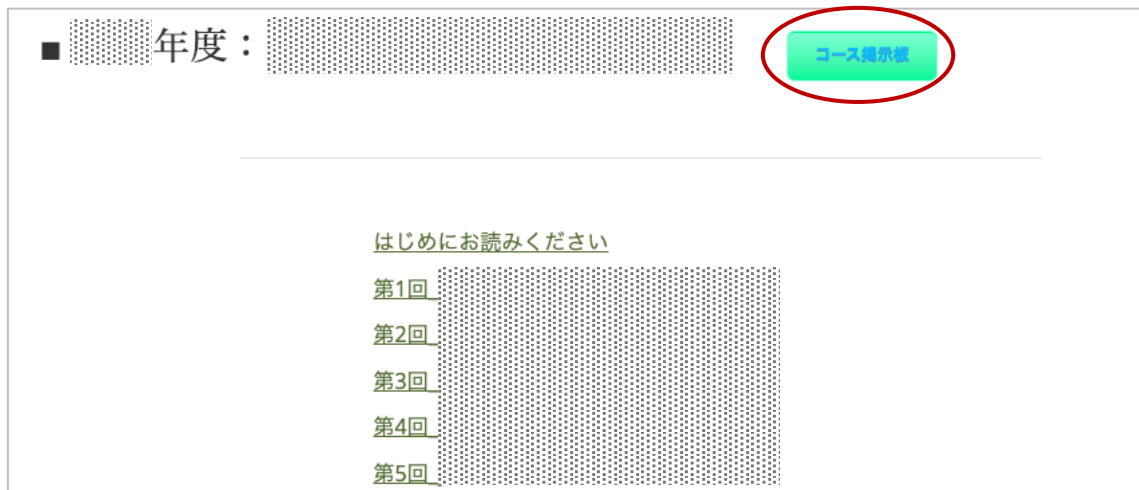 ■ 年度： コース掲示板
はじめにお読みください
第1回_
第2回_
第3回_
第4回_
第5回_